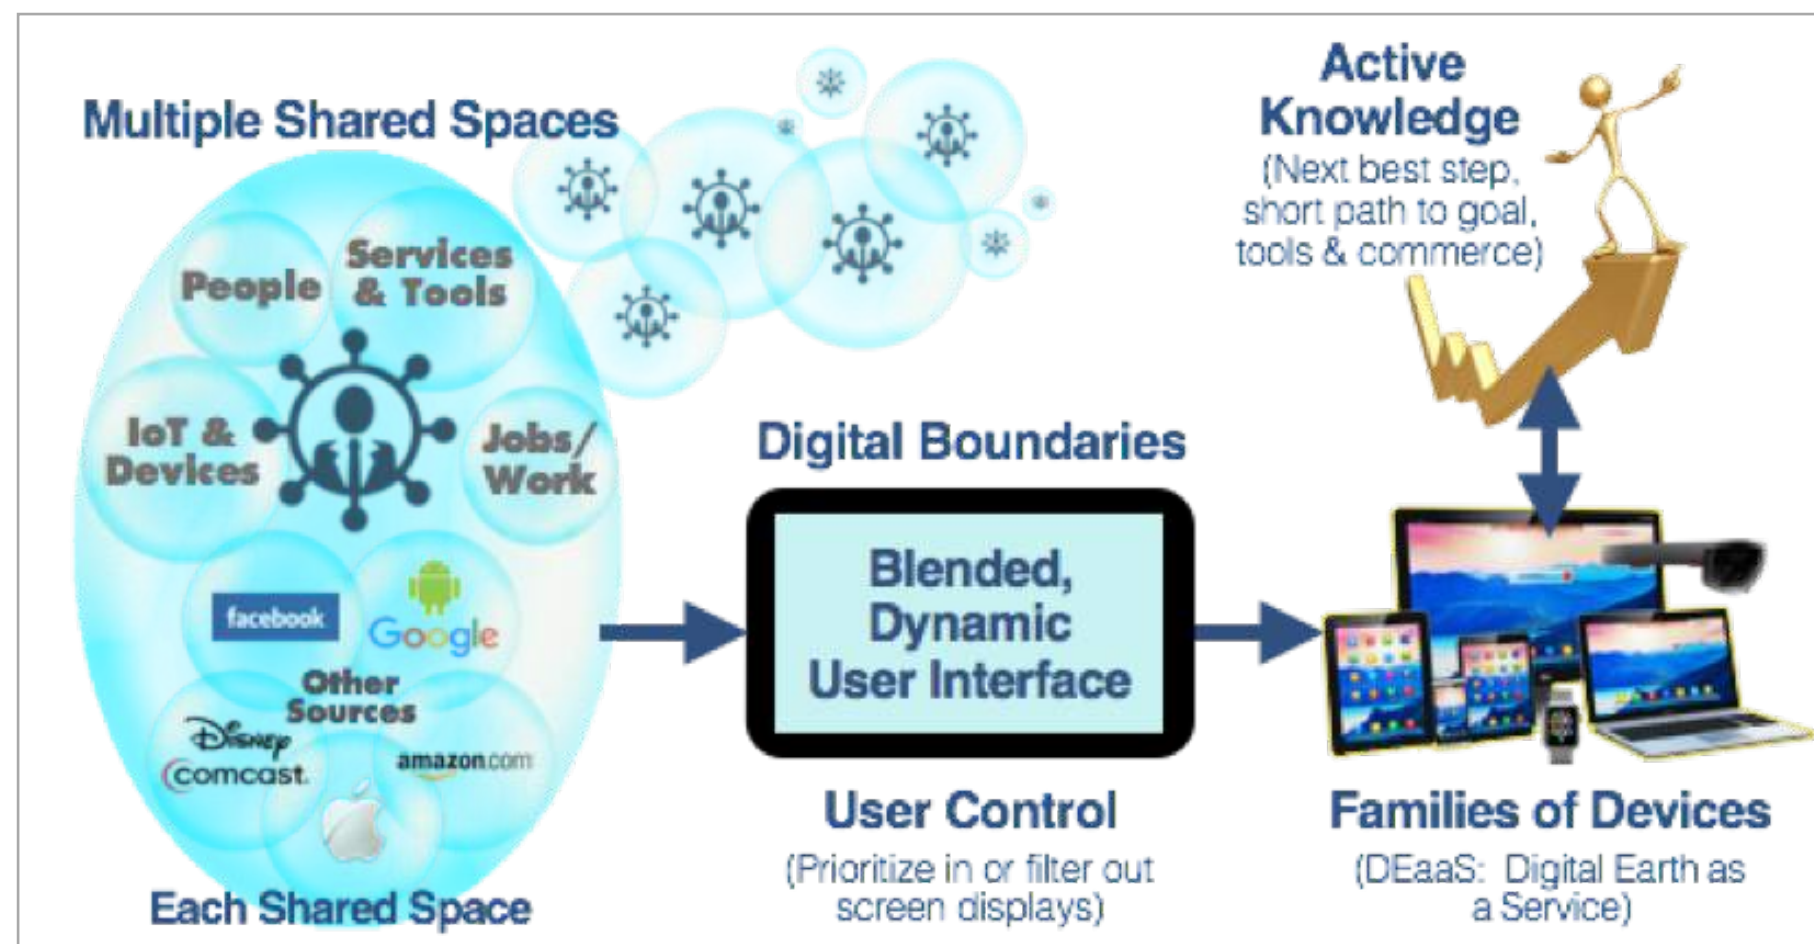 Multiple Shared Spaces
People
Services
& Tools
IoT &
Devices
Jobs/
Work
facebook
Google
Other
Sources
Disney
comcast.
amazon.com
Each Shared Space
Digital Boundaries
Blended,
Dynamic
User Interface
User Control
(Prioritize in or filter out
screen displays)
Active
Knowledge
(Next best step,
short path to goal,
tools & commerce)
Families of Devices
(DEaaS: Digital Earth as
a Service)